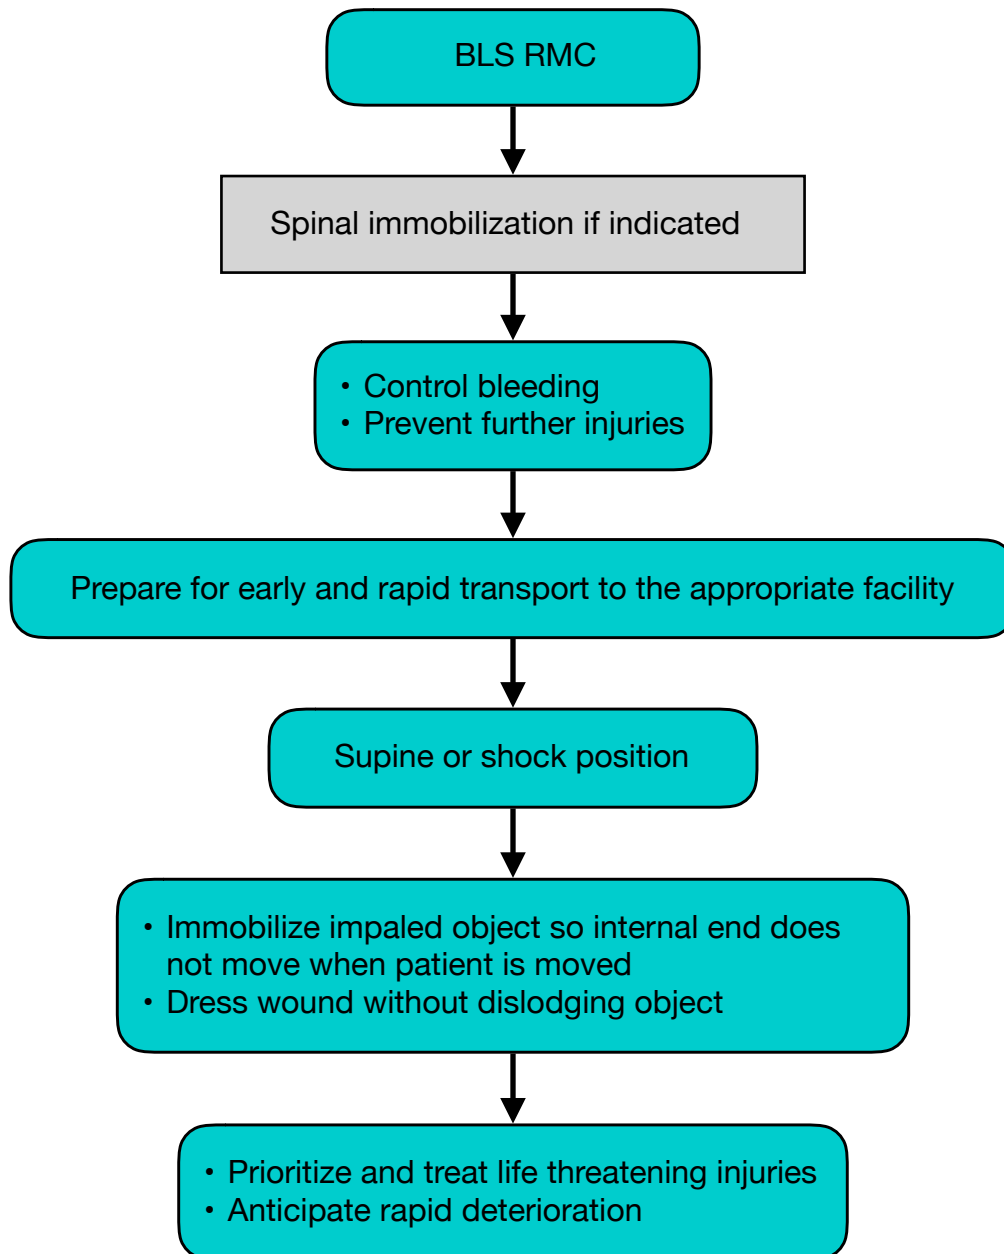 BLS RMC
Spinal immobilization if indicated
• Control bleeding
• Prevent further injuries
Prepare for early and rapid transport to the appropriate facility
Supine or shock position
• Immobilize impaled object so internal end does
not move when patient is moved
• Dress wound without dislodging object
• Prioritize and treat life threatening injuries
• Anticipate rapid deterioration